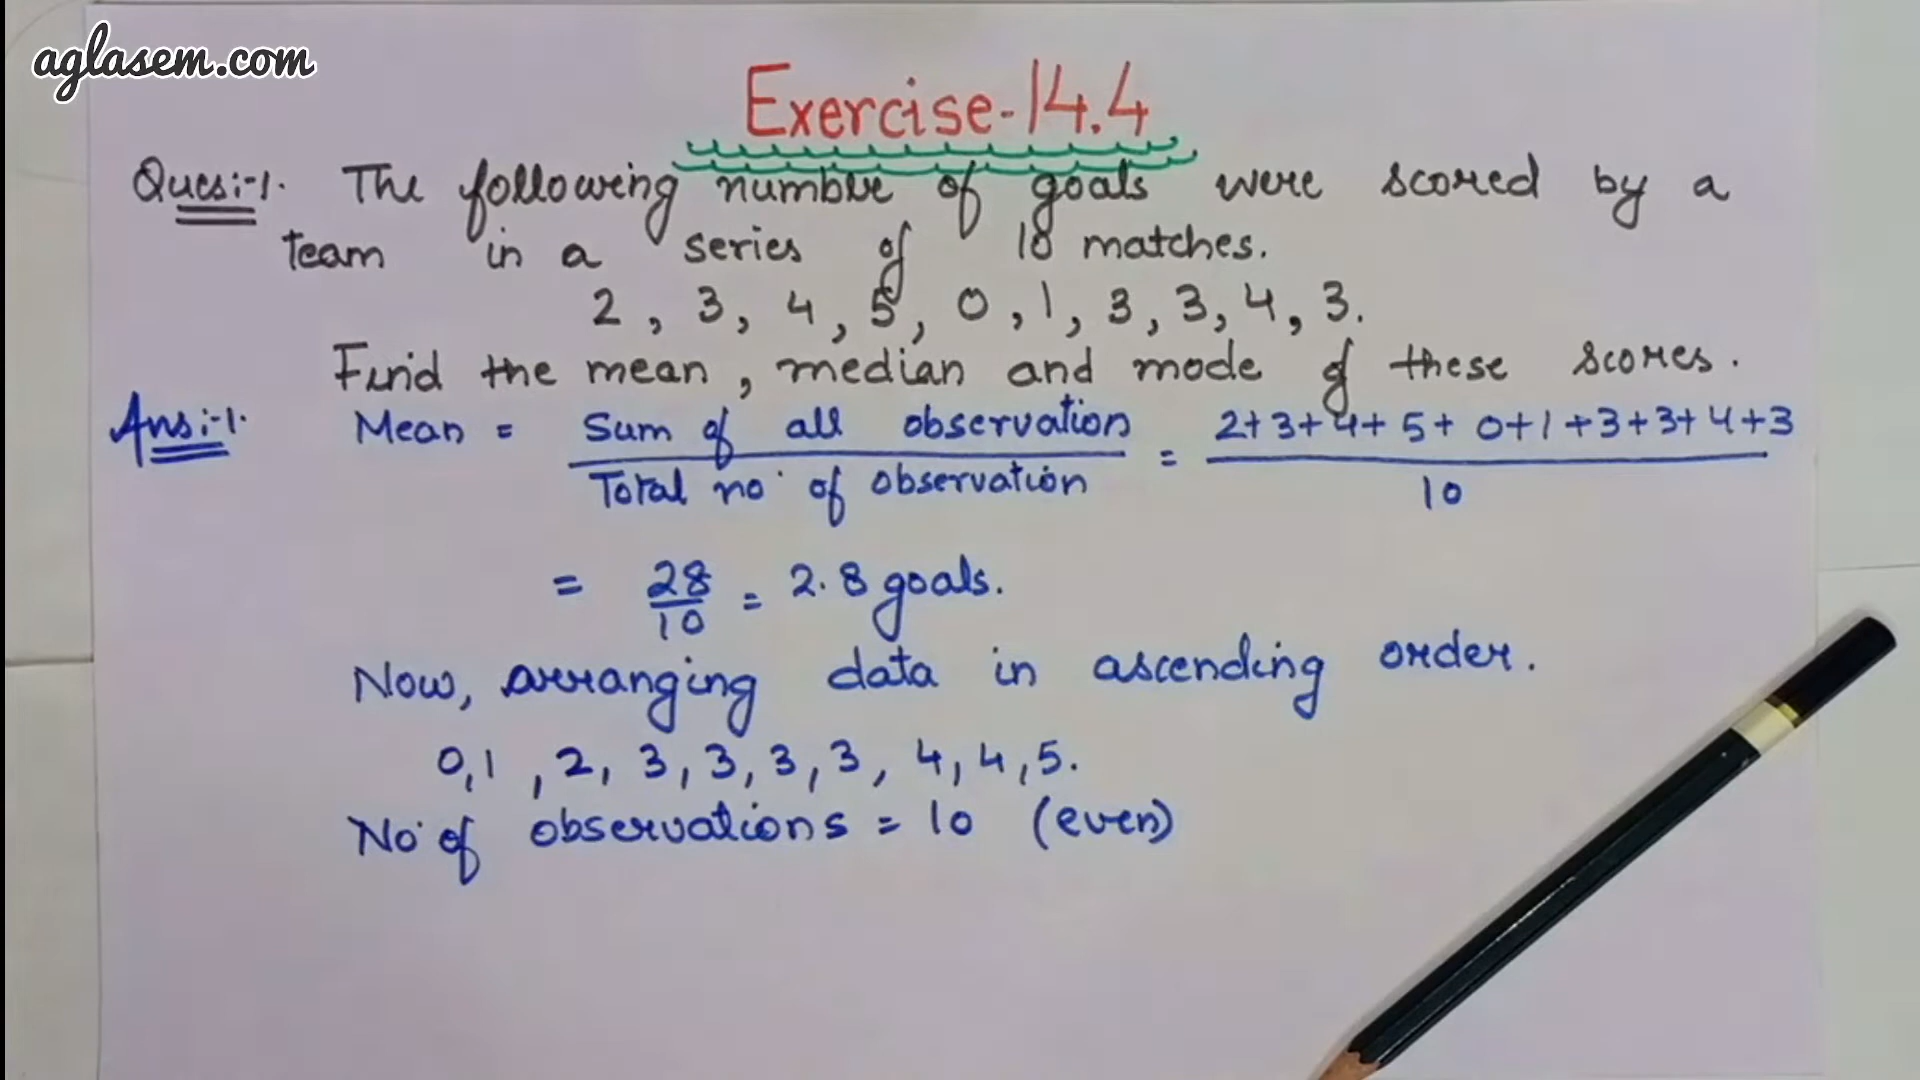 aglasem.com
Exercise-14.4
Ques:-1. The following number of goals were scored by a
team in a series of 10 matches.
2, 3, 4, 5, 0, 1, 3, 3, 4, 3.
Find the mean, median and mode of these scores.
Ans:-1. Mean = Sum of all observation / Total no. of observation = 2+3+4+5+0+1+3+3+4+3 / 10
= 28/10 = 2.8 goals.
Now, arranging data in ascending order.
0,1, 2, 3, 3, 3, 3, 4, 4, 5.
No. of observations = 10 (even)